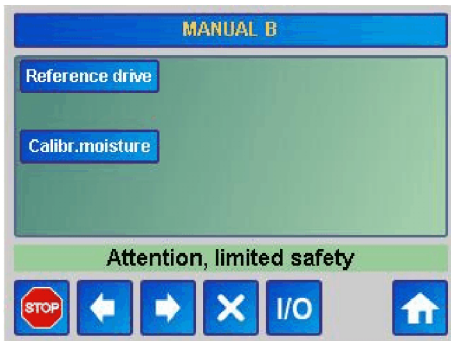 MANUAL B
Reference drive
Calibr.moisture
Attention, limited safety
STOP
I/O